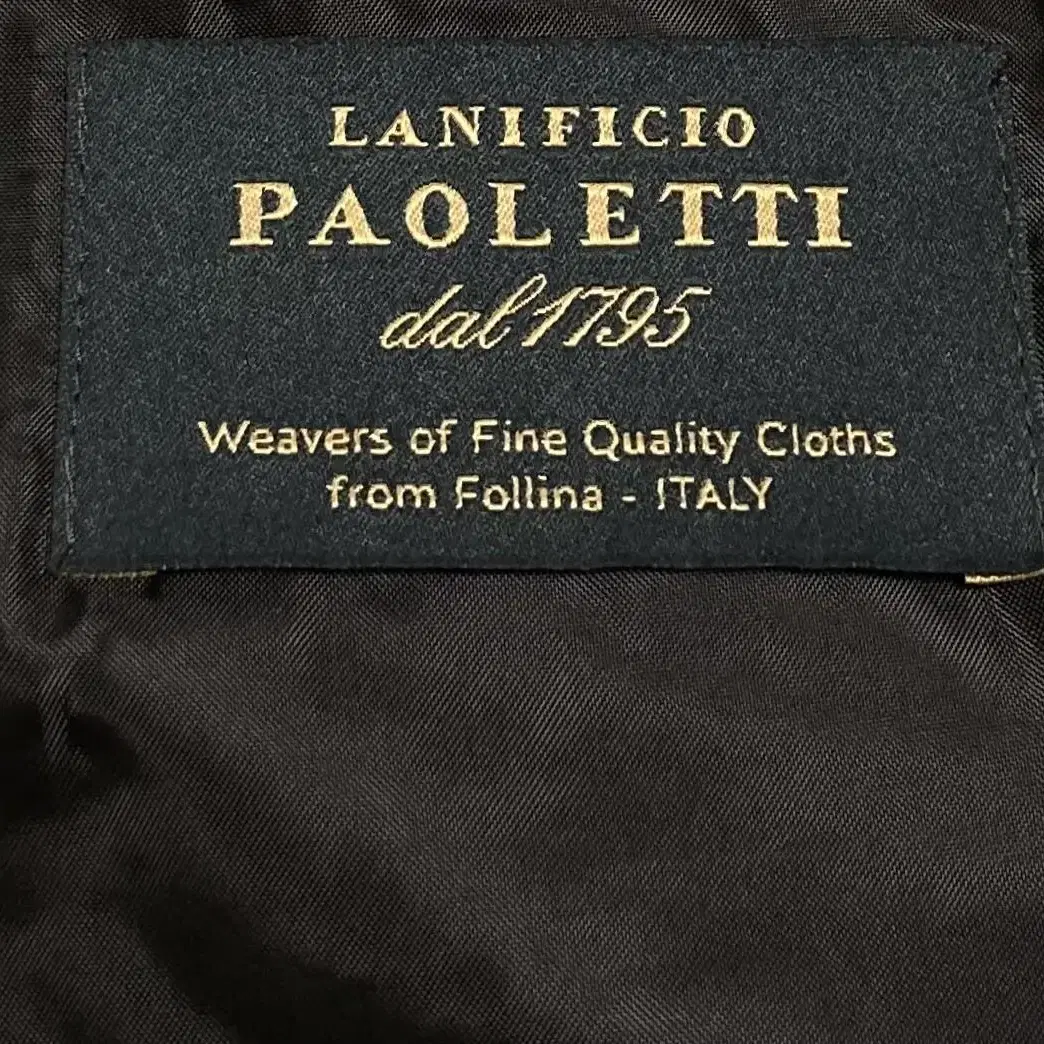 LANIFICIO
PAOLETTI
dal 1795
Weavers of Fine Quality Cloths
from Follina - ITALY